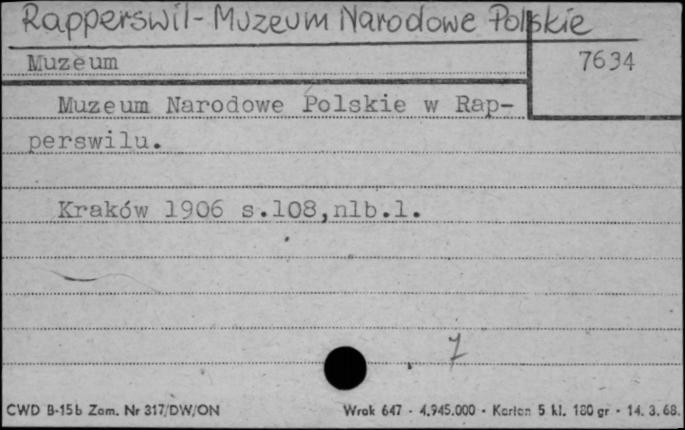 Rapperswil - Muzeum Narodowe Polskie
Muzeum
7634
Muzeum Narodowe Polskie w Rap-
perswilu.
Kraków 1906 s.108,nlb.1.
1
CWD B-15b Zam. Nr 317/DW/ON
Wrak 647 - 4.945.000 - Karton 5 kl. 180 gr - 14. 3. 68.